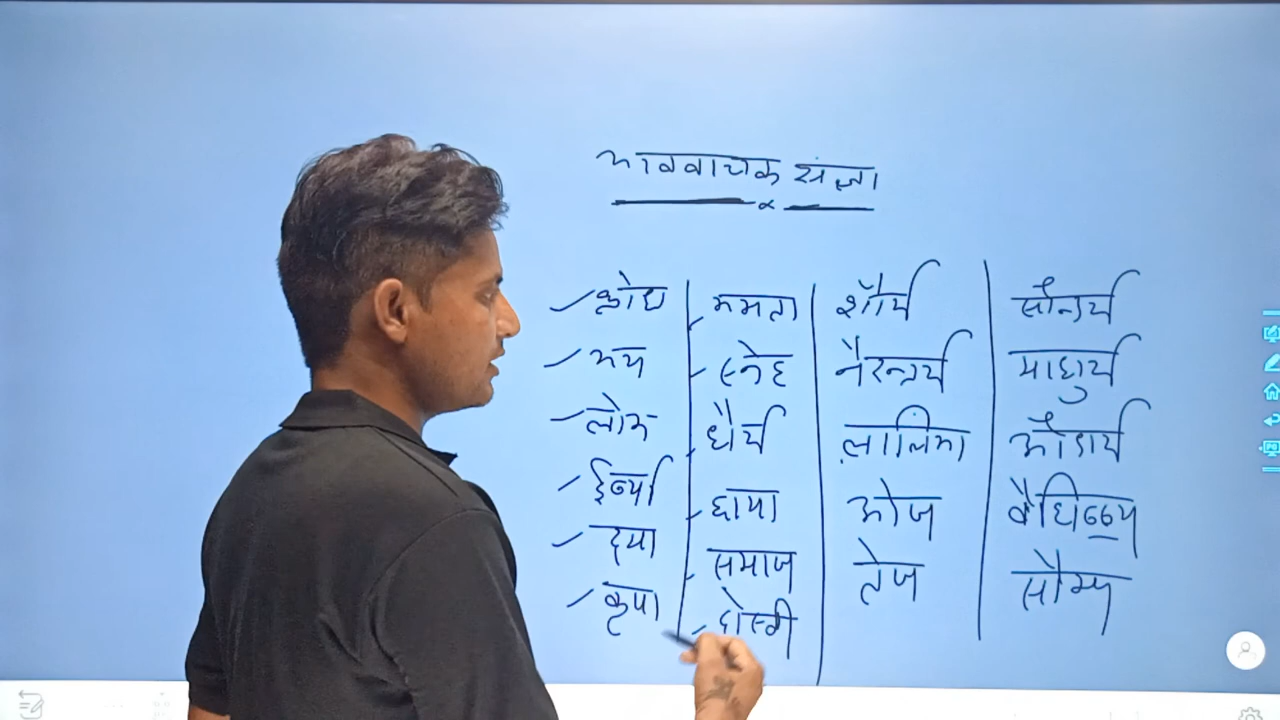 भाववाचक संज्ञा
क्रोध
भय
लोभ
ईर्ष्या
दया
कृपा
ममता
स्नेह
धैर्य
छाया
समाज
दोस्ती
शौर्य
नैरन्तर्य
लालिमा
ओज
तेज
सौन्दर्य
माधुर्य
औदार्य
सौम्य